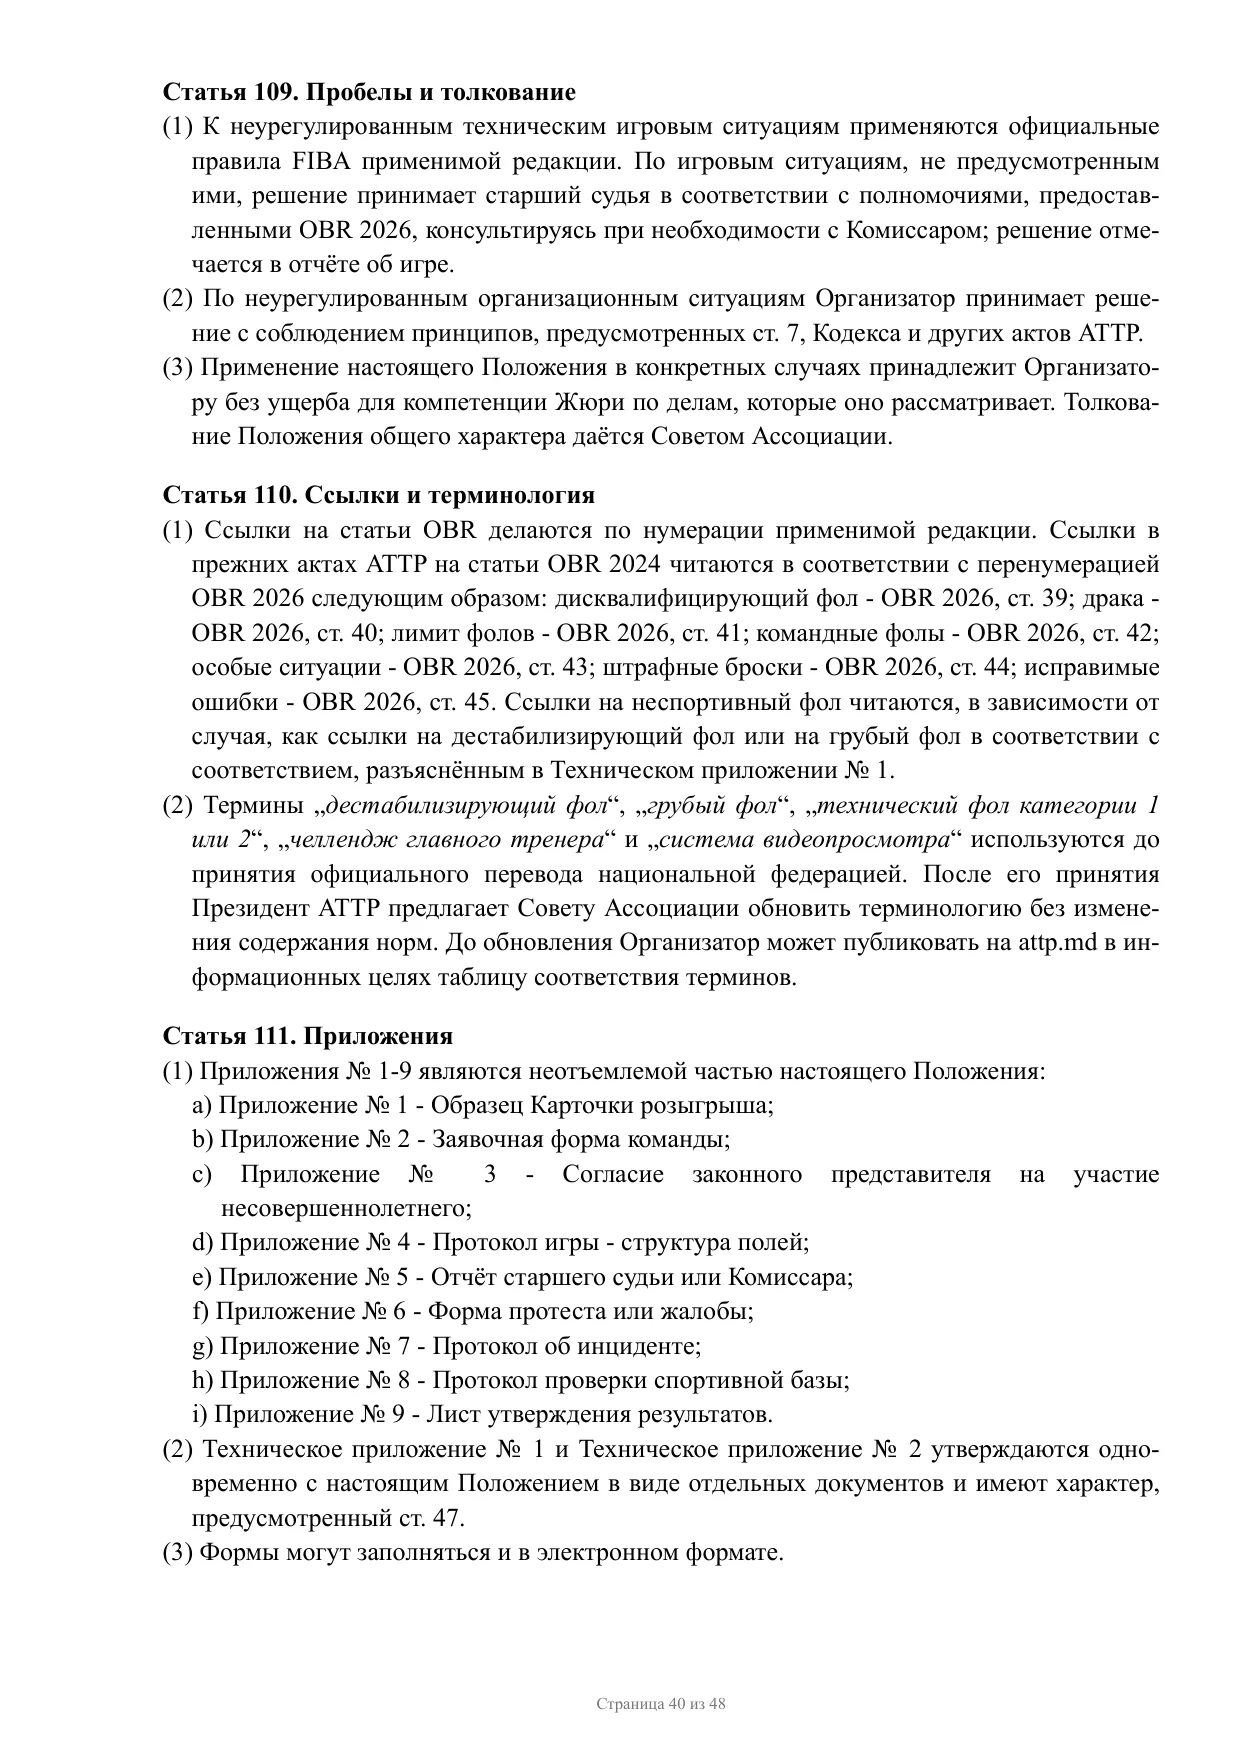 Статья 109. Пробелы и толкование
(1) К неурегулированным техническим игровым ситуациям применяются официальные
правила FIBA применимой редакции. По игровым ситуациям, не предусмотренным
ими, решение принимает старший судья в соответствии с полномочиями, предостав-
ленными OBR 2026, консультируясь при необходимости с Комиссаром; решение отме-
чается в отчёте об игре.
(2) По неурегулированным организационным ситуациям Организатор принимает реше-
ние с соблюдением принципов, предусмотренных ст. 7, Кодекса и других актов ATTP.
(3) Применение настоящего Положения в конкретных случаях принадлежит Организато-
ру без ущерба для компетенции Жюри по делам, которые оно рассматривает. Толкова-
ние Положения общего характера даётся Советом Ассоциации.
Статья 110. Ссылки и терминология
(1) Ссылки на статьи OBR делаются по нумерации применимой редакции. Ссылки в
прежних актах ATTP на статьи OBR 2024 читаются в соответствии с перенумерацией
OBR 2026 следующим образом: дисквалифицирующий фол - OBR 2026, ст. 39; драка -
OBR 2026, ст. 40; лимит фолов - OBR 2026, ст. 41; командные фолы - OBR 2026, ст. 42;
особые ситуации - OBR 2026, ст. 43; штрафные броски - OBR 2026, ст. 44; исправимые
ошибки - OBR 2026, ст. 45. Ссылки на неспортивный фол читаются, в зависимости от
случая, как ссылки на дестабилизирующий фол или на грубый фол в соответствии с
соответствием, разъяснённым в Техническом приложении № 1.
(2) Термины „дестабилизирующий фол“, „грубый фол“, „технический фол категории 1
или 2“, „челлендж главного тренера“ и „система видеопросмотра“ используются до
принятия официального перевода национальной федерацией. После его принятия
Президент ATTP предлагает Совету Ассоциации обновить терминологию без измене-
ния содержания норм. До обновления Организатор может публиковать на attp.md в ин-
формационных целях таблицу соответствия терминов.
Статья 111. Приложения
(1) Приложения № 1-9 являются неотъемлемой частью настоящего Положения:
a) Приложение № 1 - Образец Карточки розыгрыша;
b) Приложение № 2 - Заявочная форма команды;
c) Приложение № 3 - Согласие законного представителя на участие
несовершеннолетнего;
d) Приложение № 4 - Протокол игры - структура полей;
e) Приложение № 5 - Отчёт старшего судьи или Комиссара;
f) Приложение № 6 - Форма протеста или жалобы;
g) Приложение № 7 - Протокол об инциденте;
h) Приложение № 8 - Протокол проверки спортивной базы;
i) Приложение № 9 - Лист утверждения результатов.
(2) Техническое приложение № 1 и Техническое приложение № 2 утверждаются одно-
временно с настоящим Положением в виде отдельных документов и имеют характер,
предусмотренный ст. 47.
(3) Формы могут заполняться и в электронном формате.
Страница 40 из 48